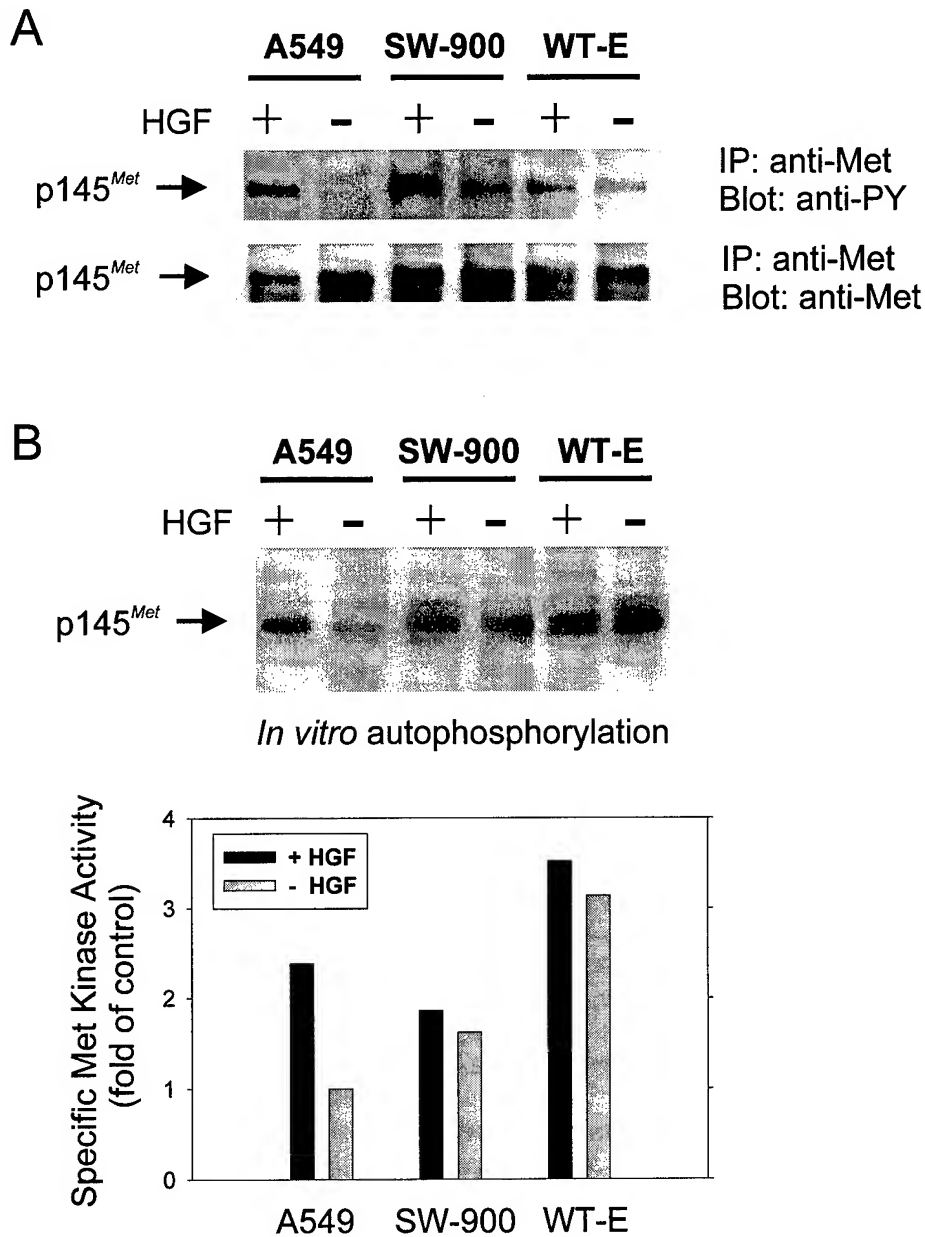 A
A549 SW-900 WT-E
HGF + - + - + -
p145Met
IP: anti-Met
Blot: anti-PY
p145Met
IP: anti-Met
Blot: anti-Met
B
A549 SW-900 WT-E
HGF + - + - + -
p145Met
In vitro autophosphorylation
Specific Met Kinase Activity
(fold of control)
4
3
2
1
0
+ HGF
- HGF
A549 SW-900 WT-E